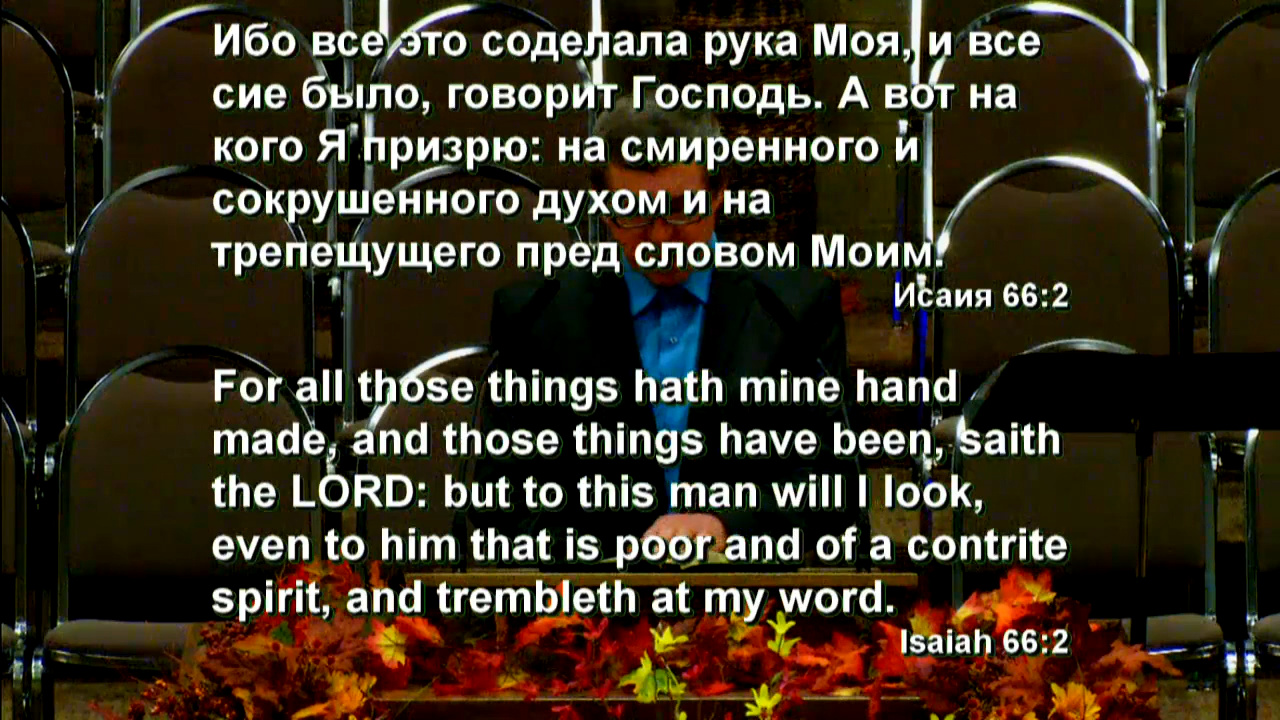 Ибо все это соделала рука Моя, и все
сие было, говорит Господь. А вот на
кого Я призрю: на смиренного и
сокрушенного духом и на
трепещущего пред словом Моим.
Исаия 66:2
For all those things hath mine hand
made, and those things have been, saith
the LORD: but to this man will I look,
even to him that is poor and of a contrite
spirit, and trembleth at my word.
Isaiah 66:2